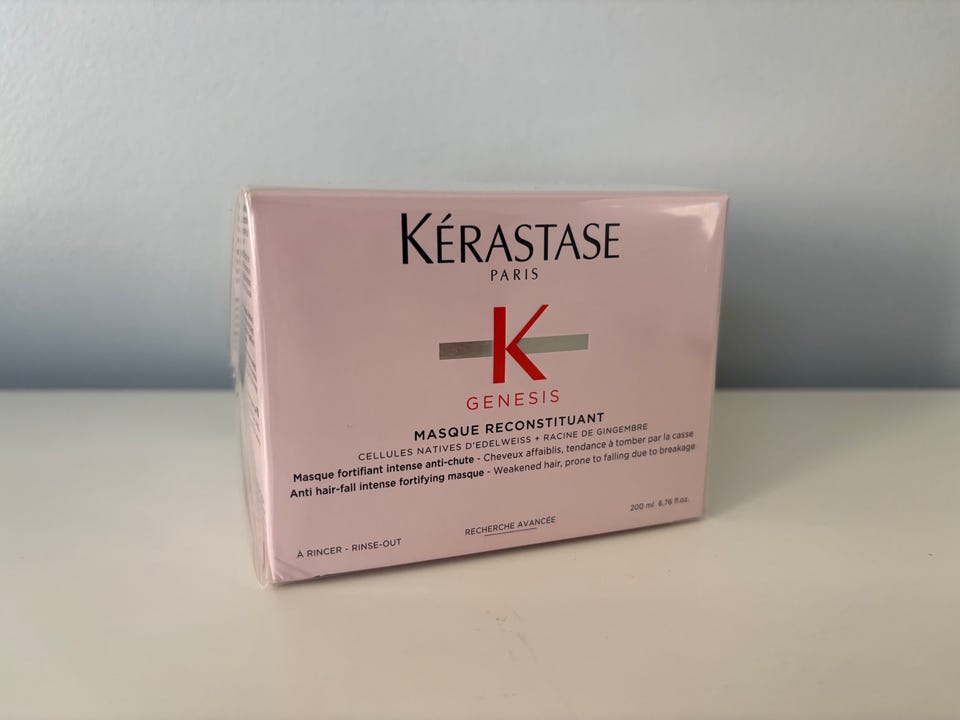 KÉRASTASE
PARIS
K
GENESIS
MASQUE RECONSTITUANT
CELLULES NATIVES D'EDELWEISS + RACINE DE GINGEMBRE
Masque fortifiant intense anti-chute - Cheveux affaiblis, tendance à tomber par la casse
Anti hair-fall intense fortifying masque - Weakened hair, prone to falling due to breakage
200 ml 6.76 fl.oz.
RECHERCHE AVANCÉE
À RINCER - RINSE-OUT